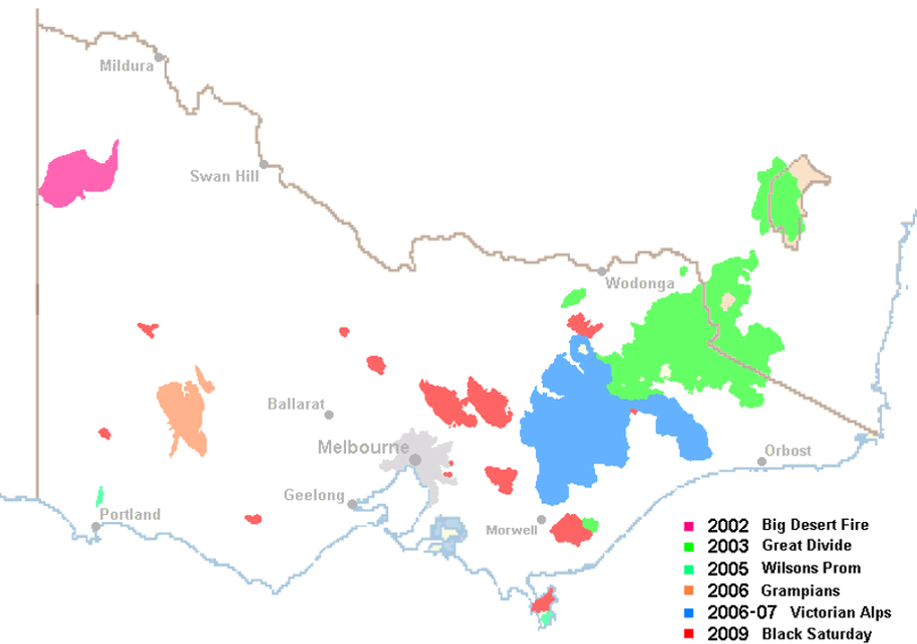 Mildura
Swan Hill
Wodonga
Ballarat
Melbourne
Orbost
Geelong
Portland
Morwell
2002 Big Desert Fire
2003 Great Divide
2005 Wilsons Prom
2006 Grampians
2006-07 Victorian Alps
2009 Black Saturday